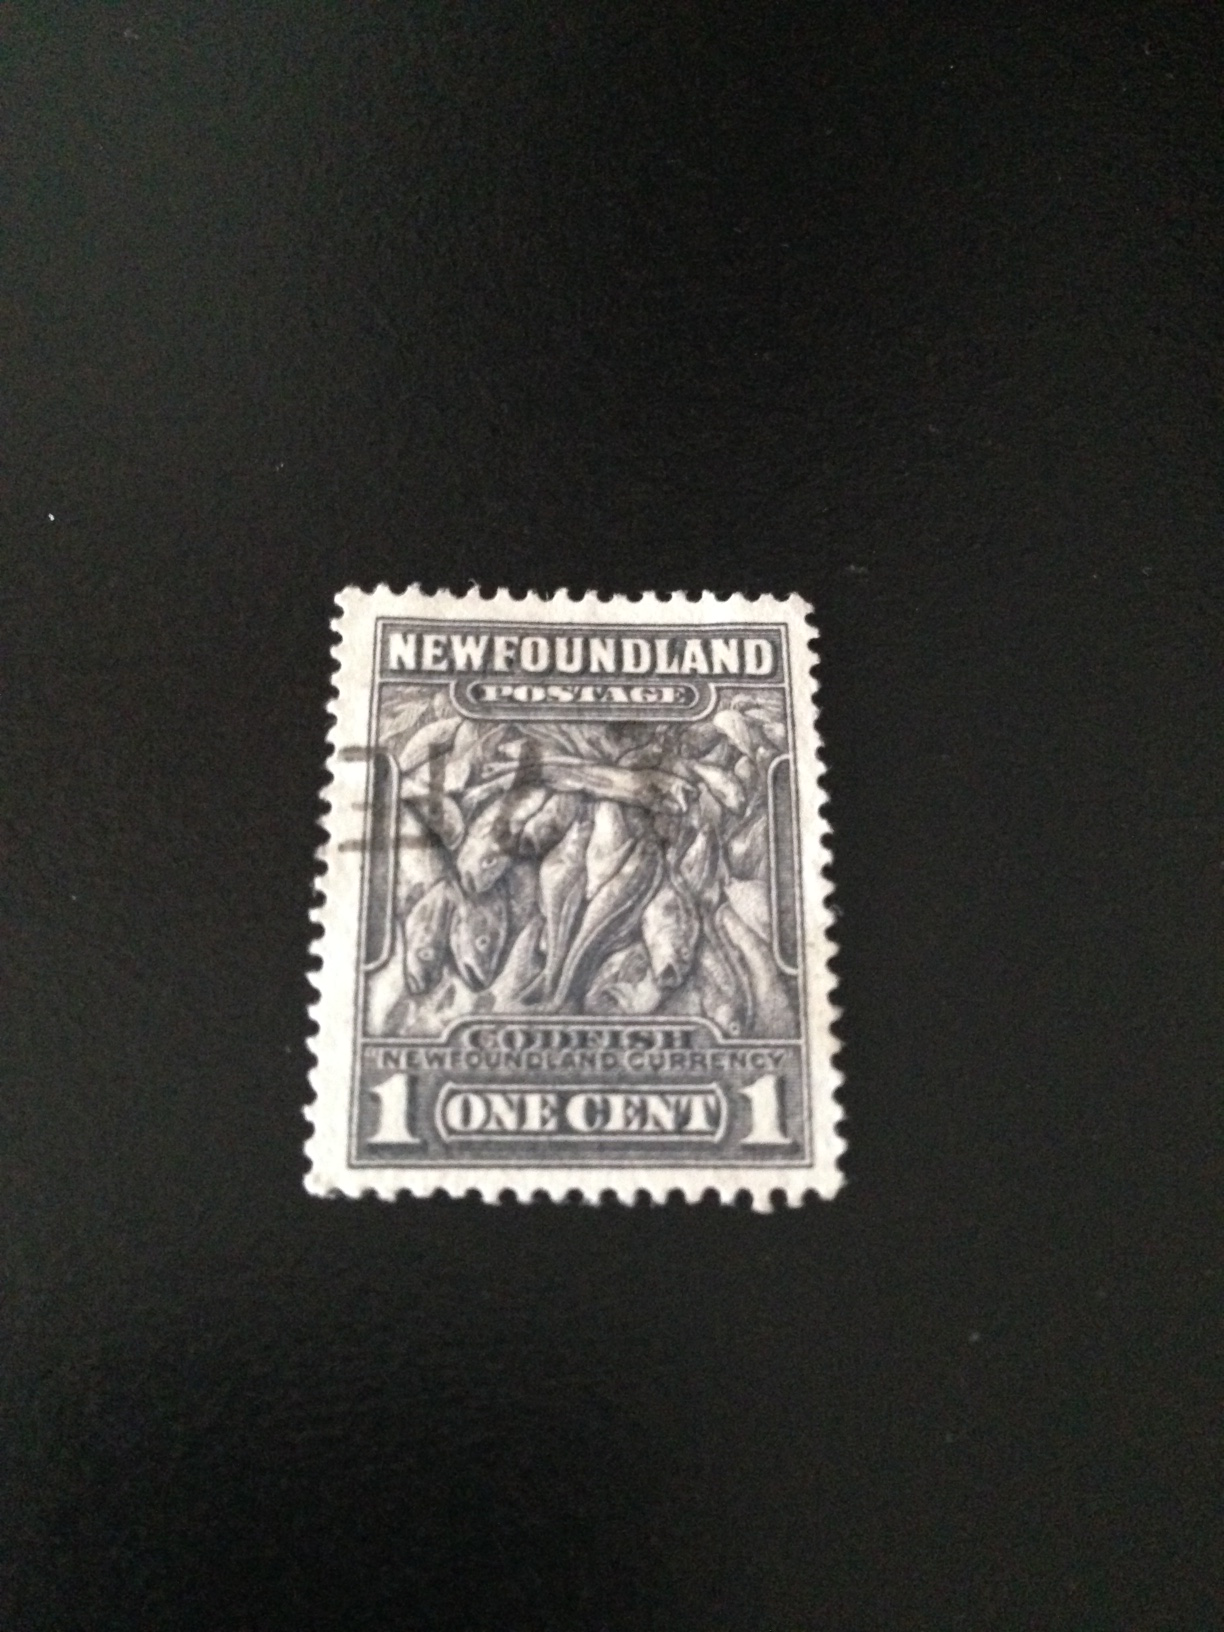 NEWFOUNDLAND
POSTAGE
CODFISH
"NEWFOUNDLAND CURRENCY"
1 ONE CENT 1